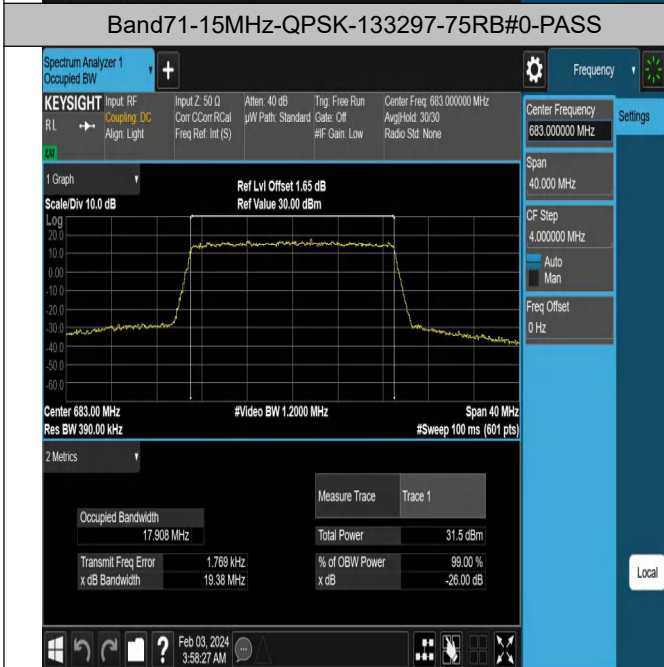 Band71-15MHz-QPSK-133297-75RB#0-PASS
Spectrum Analyzer 1
Occupied BW
Frequency
KEYSIGHT
RL
Input: RF
Coupling: DC
Align: Light
Input Z: 50 Ω
Corr CCorr RCal
Freq Ref: Int (S)
Atten: 40 dB
µW Path: Standard
Trig: Free Run
Gate: Off
#IF Gain: Low
Center Freq: 683.000000 MHz
Avg|Hold: 30/30
Radio Std: None
Center Frequency
683.000000 MHz
Settings
Span
40.000 MHz
CF Step
4.000000 MHz
Auto
Man
Freq Offset
0 Hz
1 Graph
Scale/Div 10.0 dB
Ref Lvl Offset 1.65 dB
Ref Value 30.00 dBm
Log
20.0
10.0
0.00
-10.0
-20.0
-30.0
-40.0
-50.0
-60.0
Center 683.00 MHz
#Video BW 1.2000 MHz
Span 40 MHz
Res BW 390.00 kHz
#Sweep 100 ms (601 pts)
2 Metrics
Measure Trace
Trace 1
Occupied Bandwidth
17.908 MHz
Total Power
31.5 dBm
Transmit Freq Error
1.769 kHz
% of OBW Power
99.00 %
x dB Bandwidth
19.38 MHz
x dB
-26.00 dB
Local
?
Feb 03, 2024
3:58:27 AM